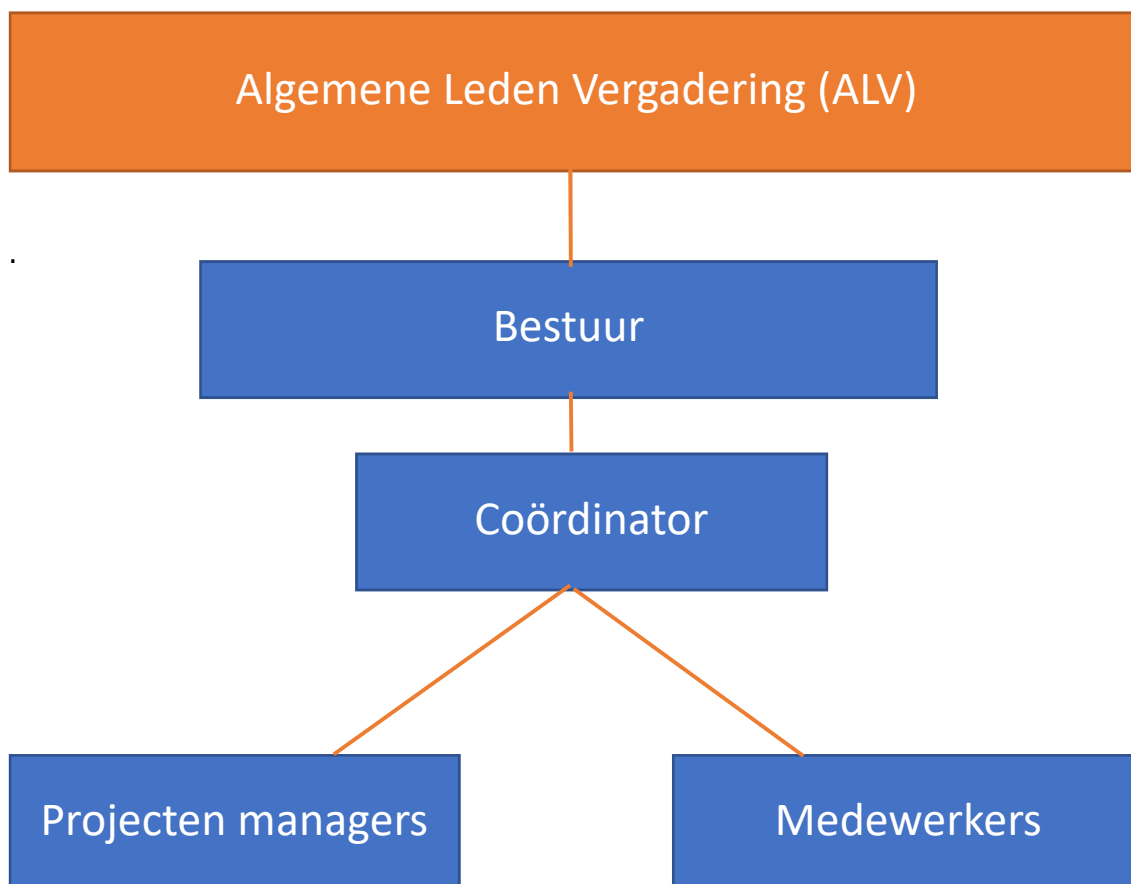 Algemene Leden Vergadering (ALV)
.
Bestuur
Coördinator
Projecten managers
Medewerkers